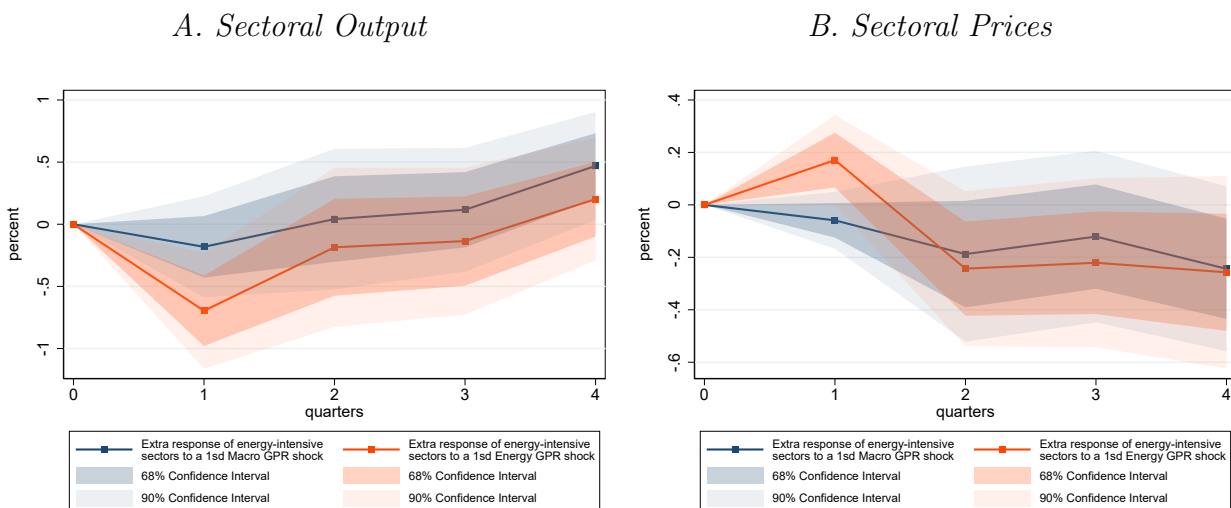 A. Sectoral Output
percent
1
.5
0
-.5
-1
0 1 2 3 4
quarters
Extra response of energy-intensive
sectors to a 1sd Macro GPR shock
68% Confidence Interval
90% Confidence Interval
Extra response of energy-intensive
sectors to a 1sd Energy GPR shock
68% Confidence Interval
90% Confidence Interval
B. Sectoral Prices
percent
.4
.2
0
-.2
-.4
-.6
0 1 2 3 4
quarters
Extra response of energy-intensive
sectors to a 1sd Macro GPR shock
68% Confidence Interval
90% Confidence Interval
Extra response of energy-intensive
sectors to a 1sd Energy GPR shock
68% Confidence Interval
90% Confidence Interval